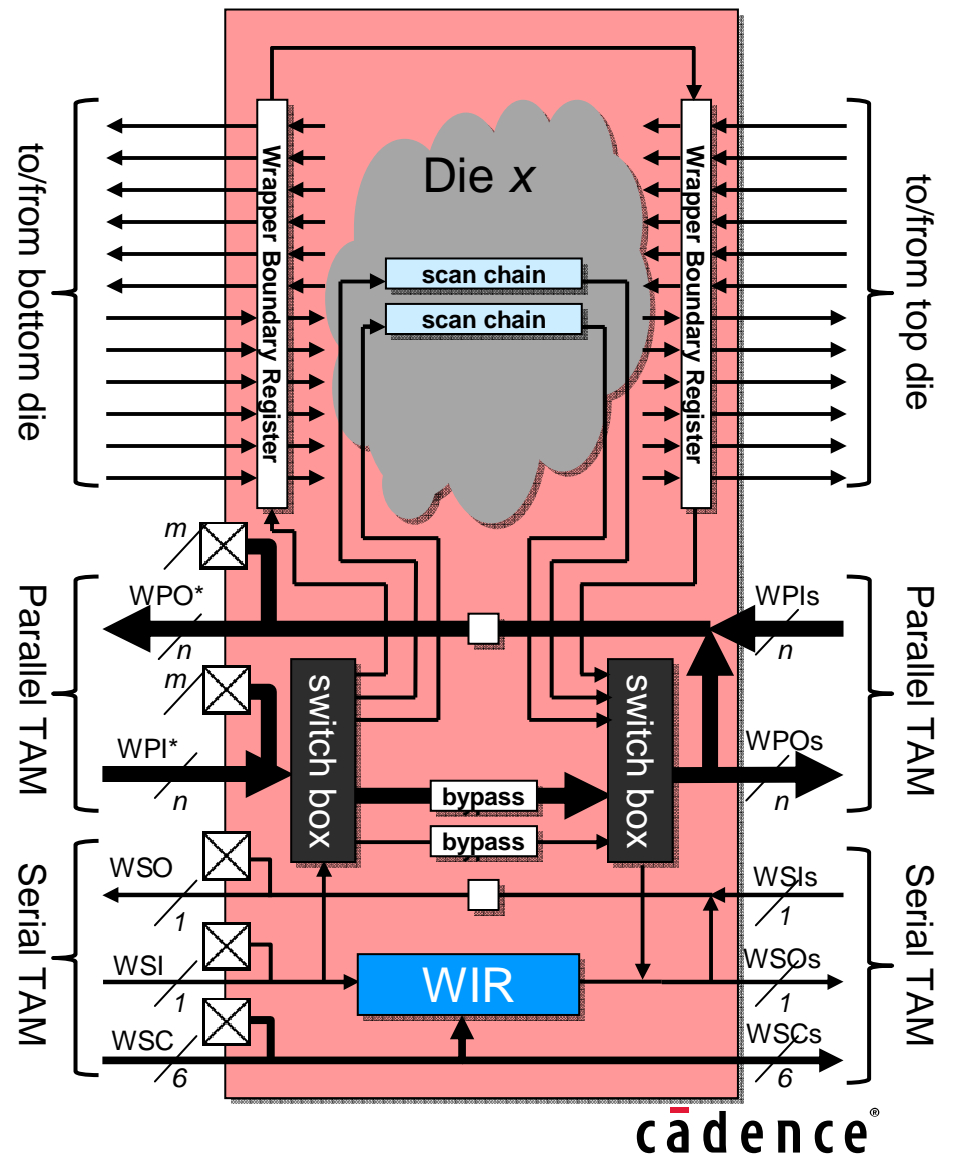 to/from bottom die
Wrapper Boundary Register
Die x
scan chain
scan chain
Wrapper Boundary Register
to/from top die
m
Parallel TAM
WPO*
n
m
WPI*
n
switch box
bypass
bypass
switch box
WPIs
n
WPOs
n
Parallel TAM
Serial TAM
WSO
1
WSI
1
WSC
6
WIR
WSIs
1
WSOs
1
WSCs
6
Serial TAM
cādence®